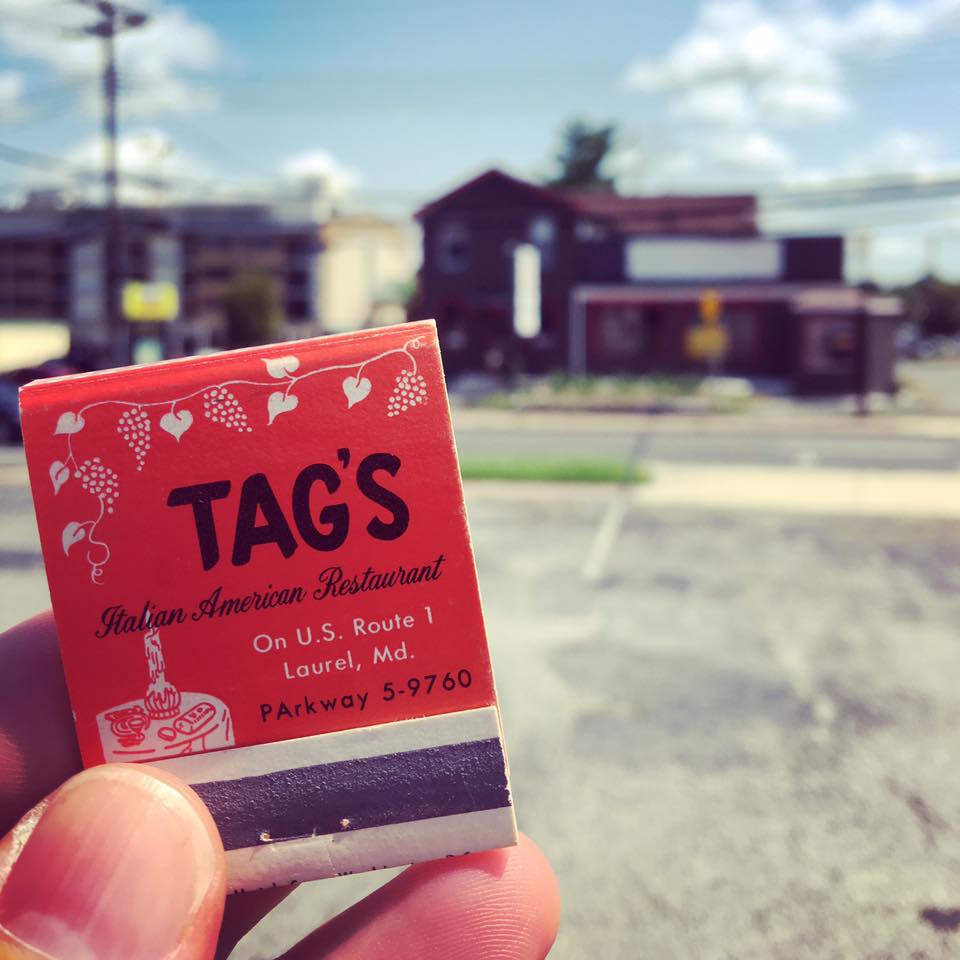 TAG'S
Italian American Restaurant
On U.S. Route 1
Laurel, Md.
PArkway 5-9760